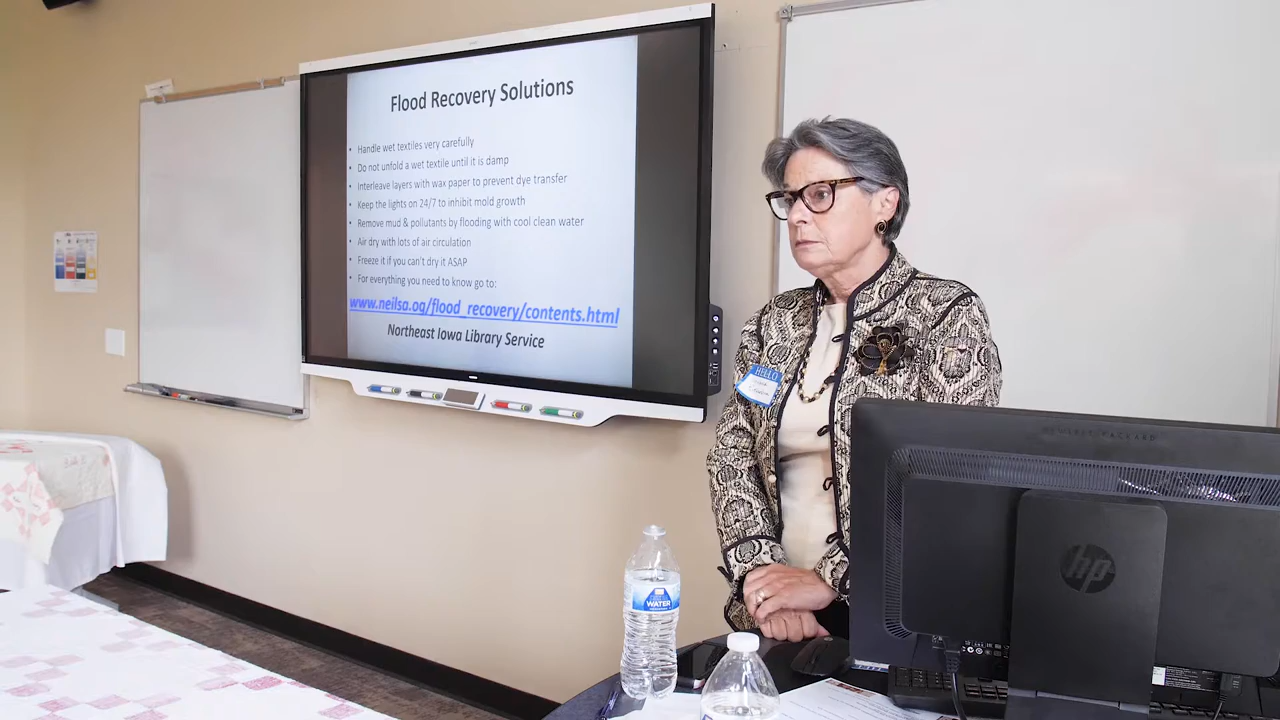 Flood Recovery Solutions
• Handle wet textiles very carefully
• Do not unfold a wet textile until it is damp
• Interleave layers with wax paper to prevent dye transfer
• Keep the lights on 24/7 to inhibit mold growth
• Remove mud & pollutants by flooding with cool clean water
• Air dry with lots of air circulation
• Freeze it if you can't dry it ASAP
• For everything you need to know go to:
www.neilsa.og/flood_recovery/contents.html
Northeast Iowa Library Service
HELLO
WATER
HEWLETT PACKARD
hp